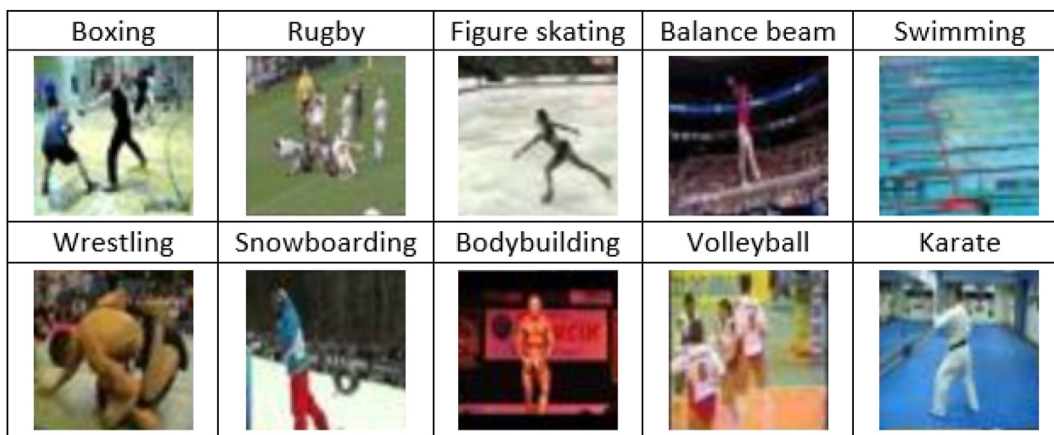 Boxing
Rugby
Figure skating
Balance beam
Swimming
Wrestling
Snowboarding
Bodybuilding
Volleyball
Karate